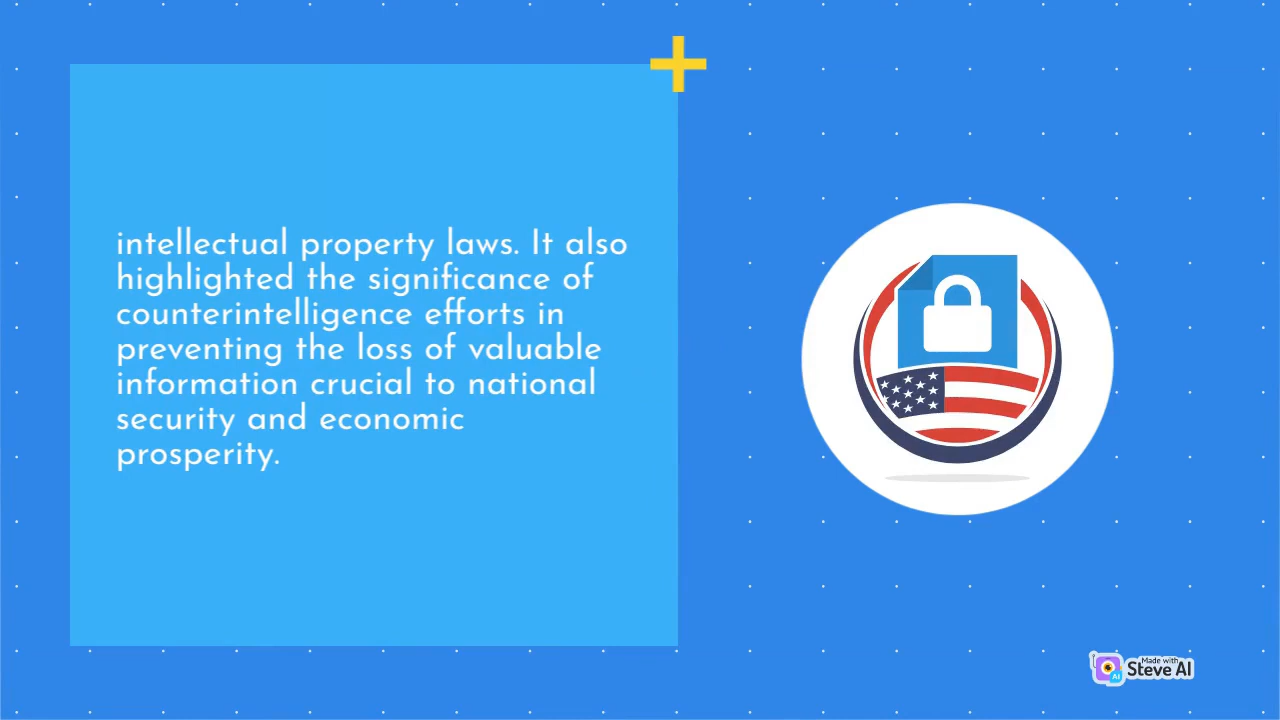 intellectual property laws. It also
highlighted the significance of
counterintelligence efforts in
preventing the loss of valuable
information crucial to national
security and economic
prosperity.
Made with
Steve AI
AI